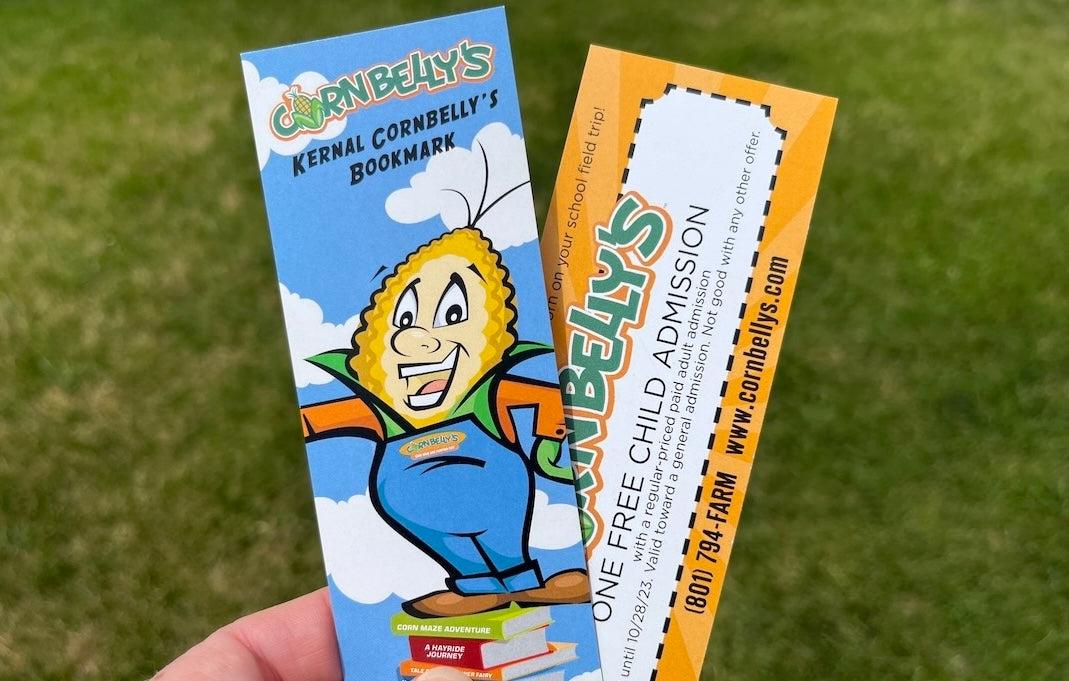 CORNBELLY'S
KERNAL CORNBELLY'S
BOOKMARK
CORNBELLY'S
CORN MAZE ADVENTURE
A HAYRIDE
JOURNEY
on your school field trip!
BELLY'S
ONE FREE CHILD ADMISSION
with a regular-priced paid adult admission
until 10/28/23. Valid toward a general admission. Not good with any other offer.
(801) 794-FARM www.cornbellys.com